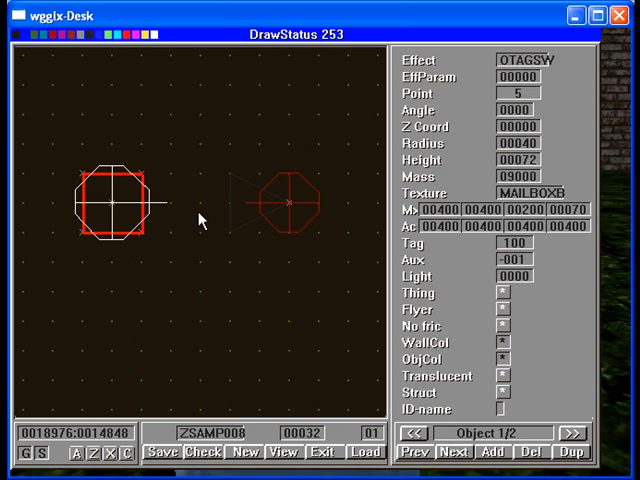 wgglx-Desk
DrawStatus 253
Effect OTAGSW
EffParam 00000
Point 5
Angle 0000
Z Coord 00000
Radius 00040
Height 00072
Mass 09000
Texture MAILBOXB
Mx 00400 00400 00200 00070
Ac 00400 00400 00400 00400
Tag 100
Aux -001
Light 0000
Thing *
Flyer *
No fric *
WallCol *
ObjCol *
Translucent *
Struct *
ID-name
0018976:0014848 ZSAMP008 00032 01 << Object 1/2 >>
G S A Z X C Save Check New View Exit Load Prev Next Add Del Dup